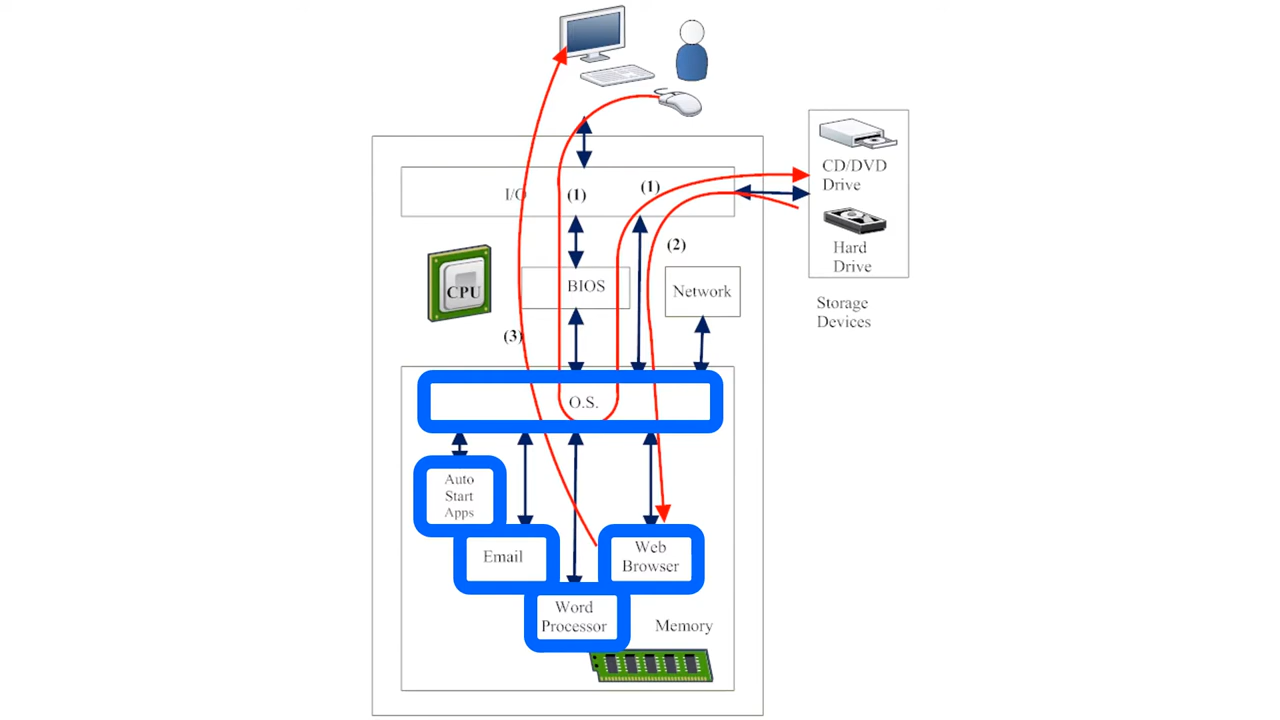 I/O
(1)
(1)
CD/DVD
Drive
Hard
Drive
Storage
Devices
(2)
CPU
BIOS
Network
(3)
O.S.
Auto
Start
Apps
Email
Web
Browser
Word
Processor
Memory